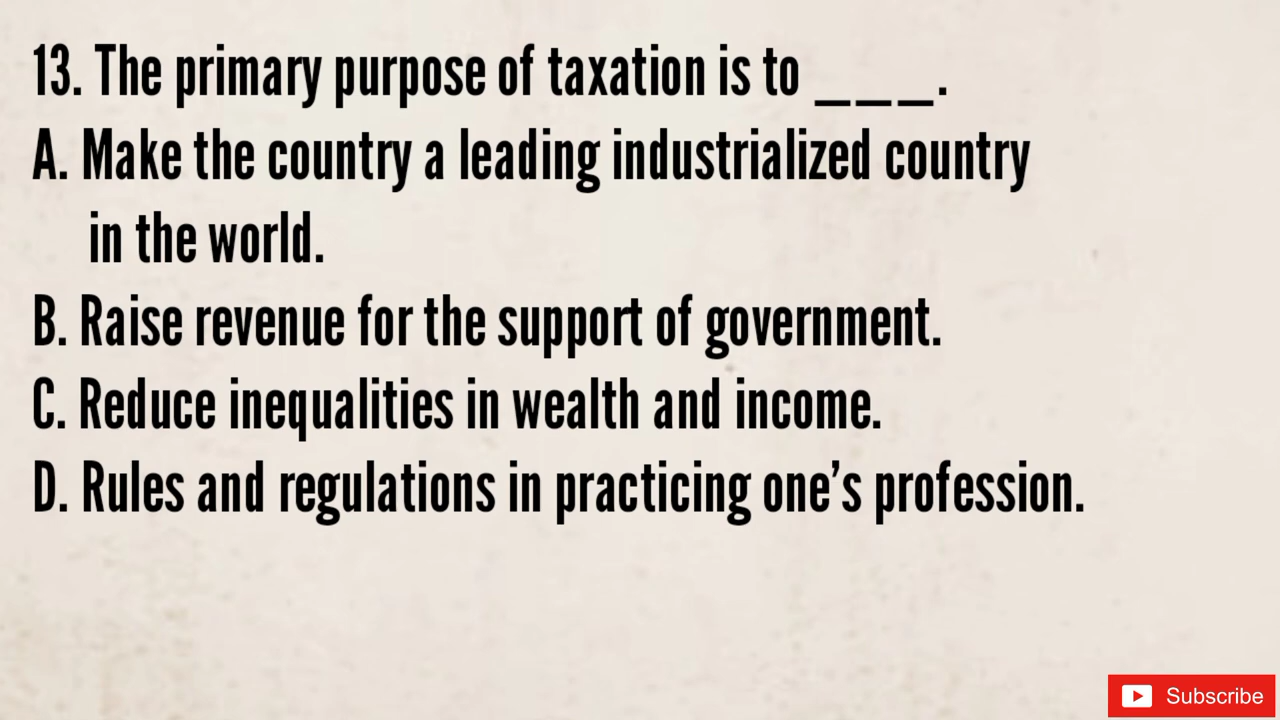 13. The primary purpose of taxation is to ___.
A. Make the country a leading industrialized country
in the world.
B. Raise revenue for the support of government.
C. Reduce inequalities in wealth and income.
D. Rules and regulations in practicing one’s profession.
Subscribe